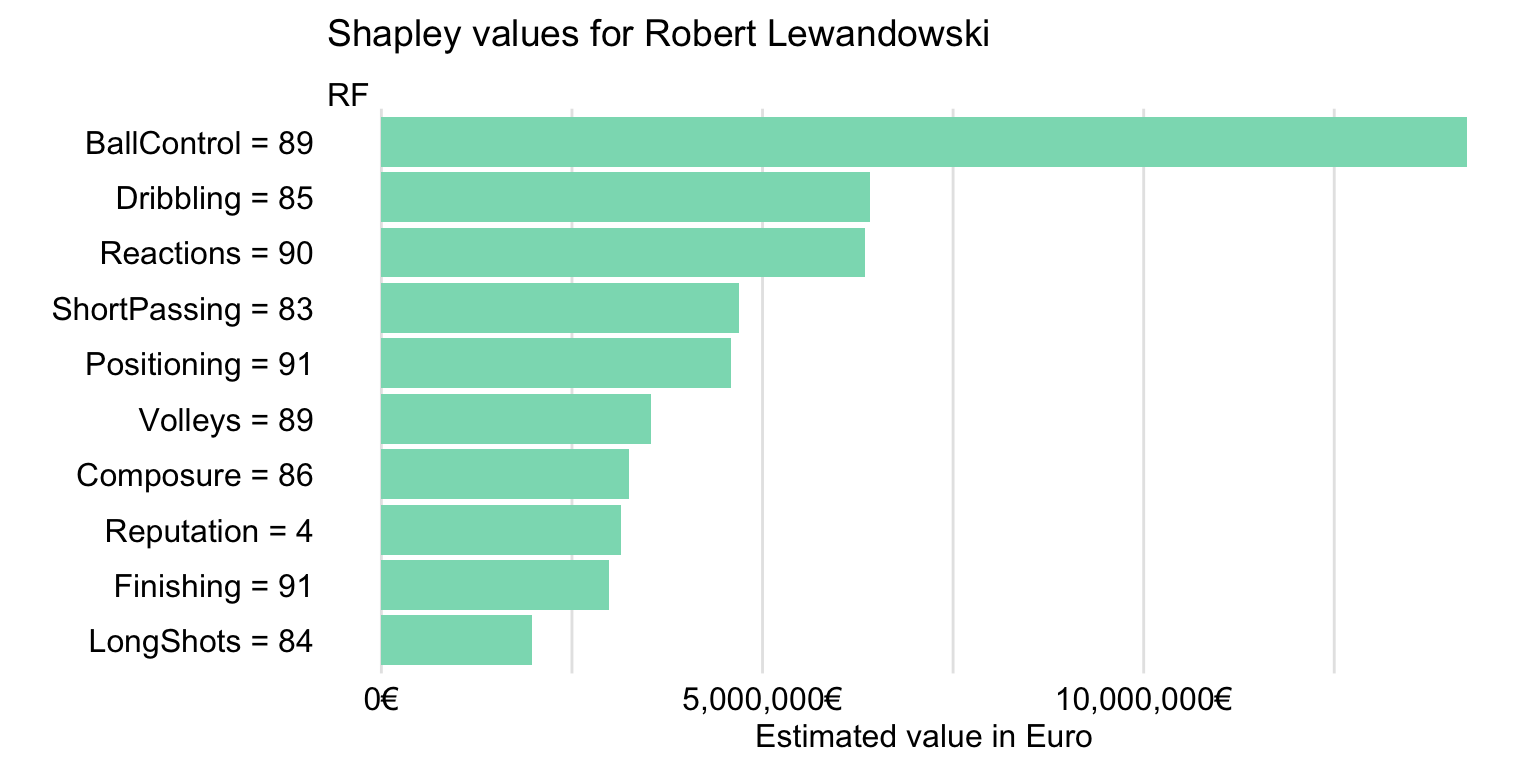 Shapley values for Robert Lewandowski
RF
BallControl = 89
Dribbling = 85
Reactions = 90
ShortPassing = 83
Positioning = 91
Volleys = 89
Composure = 86
Reputation = 4
Finishing = 91
LongShots = 84
0€ 5,000,000€ 10,000,000€
Estimated value in Euro